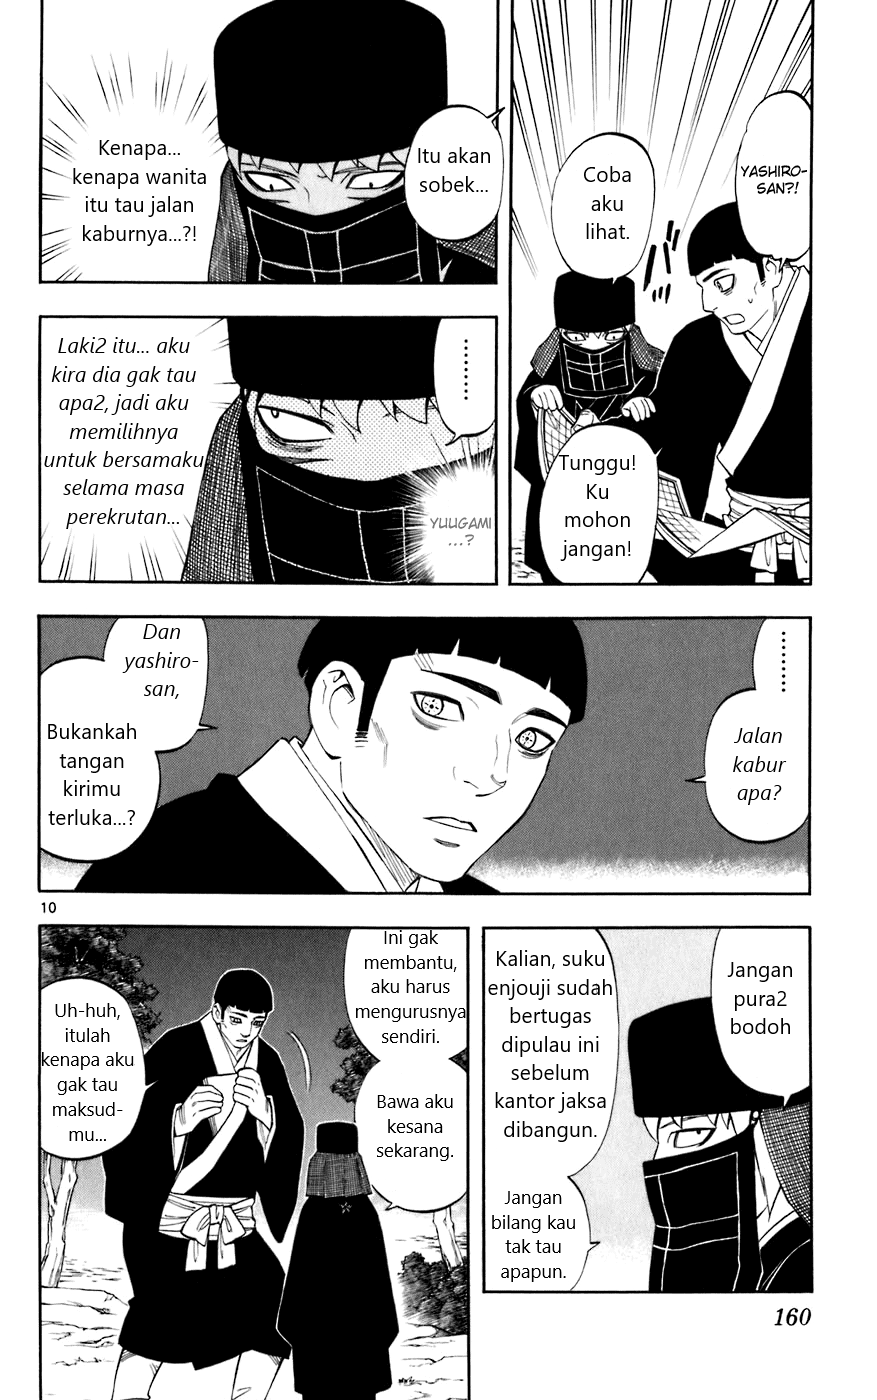 YASHIRO-
SAN?!
Coba
aku
lihat.
Tunggu!
Ku
mohon
jangan!
Itu akan
sobek...
Kenapa...
kenapa wanita
itu tau jalan
kaburnya...?!
.........
YUUGAMI
...?
Laki2 itu... aku
kira dia gak tau
apa2, jadi aku
memilihnya
untuk bersamaku
selama masa
perekrutan...
.........
Jalan
kabur
apa?
Dan
yashiro-
san,
Bukankah
tangan
kirimu
terluka...?
10
Jangan
pura2
bodoh
Kalian, suku
enjouji sudah
bertugas
dipulau ini
sebelum
kantor jaksa
dibangun.
Jangan
bilang kau
tak tau
apapun.
Ini gak
membantu,
aku harus
mengurusnya
sendiri.
Bawa aku
kesana
sekarang.
Uh-huh,
itulah
kenapa aku
gak tau
maksud-
mu...
160